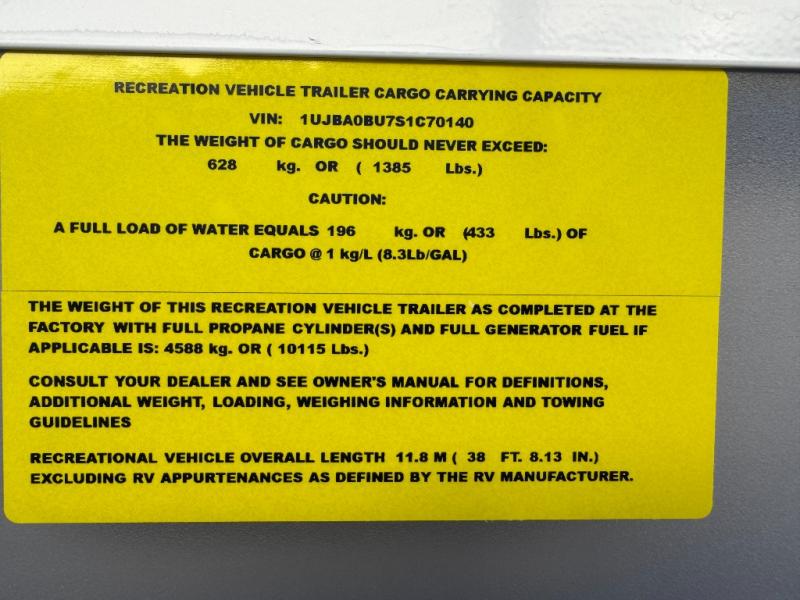 RECREATION VEHICLE TRAILER CARGO CARRYING CAPACITY
VIN: 1UJBA0BU7S1C70140
THE WEIGHT OF CARGO SHOULD NEVER EXCEED:
628 kg. OR ( 1385 Lbs.)
CAUTION:
A FULL LOAD OF WATER EQUALS 196 kg. OR (433 Lbs.) OF
CARGO @ 1 kg/L (8.3Lb/GAL)
THE WEIGHT OF THIS RECREATION VEHICLE TRAILER AS COMPLETED AT THE
FACTORY WITH FULL PROPANE CYLINDER(S) AND FULL GENERATOR FUEL IF
APPLICABLE IS: 4588 kg. OR ( 10115 Lbs.)
CONSULT YOUR DEALER AND SEE OWNER'S MANUAL FOR DEFINITIONS,
ADDITIONAL WEIGHT, LOADING, WEIGHING INFORMATION AND TOWING
GUIDELINES
RECREATIONAL VEHICLE OVERALL LENGTH 11.8 M ( 38 FT. 8.13 IN.)
EXCLUDING RV APPURTENANCES AS DEFINED BY THE RV MANUFACTURER.